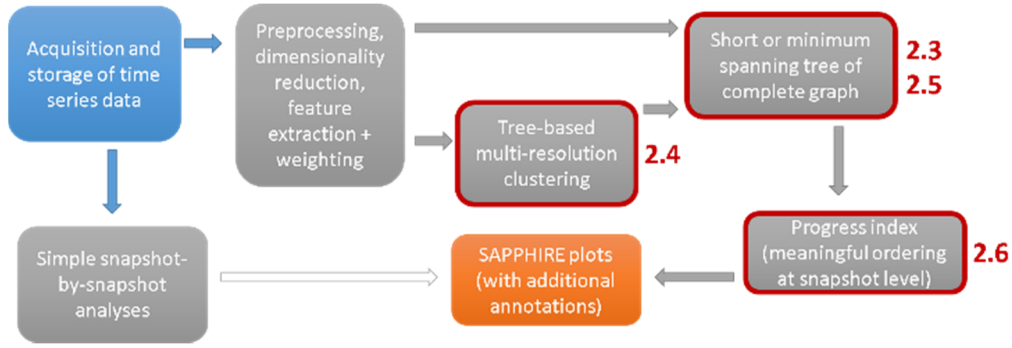 Acquisition and
storage of time
series data
Preprocessing,
dimensionality
reduction,
feature
extraction +
weighting
Short or minimum
spanning tree of
complete graph
2.3
2.5
Tree-based
multi-resolution
clustering
2.4
Simple snapshot-
by-snapshot
analyses
SAPPHIRE plots
(with additional
annotations)
Progress index
(meaningful ordering
at snapshot level)
2.6